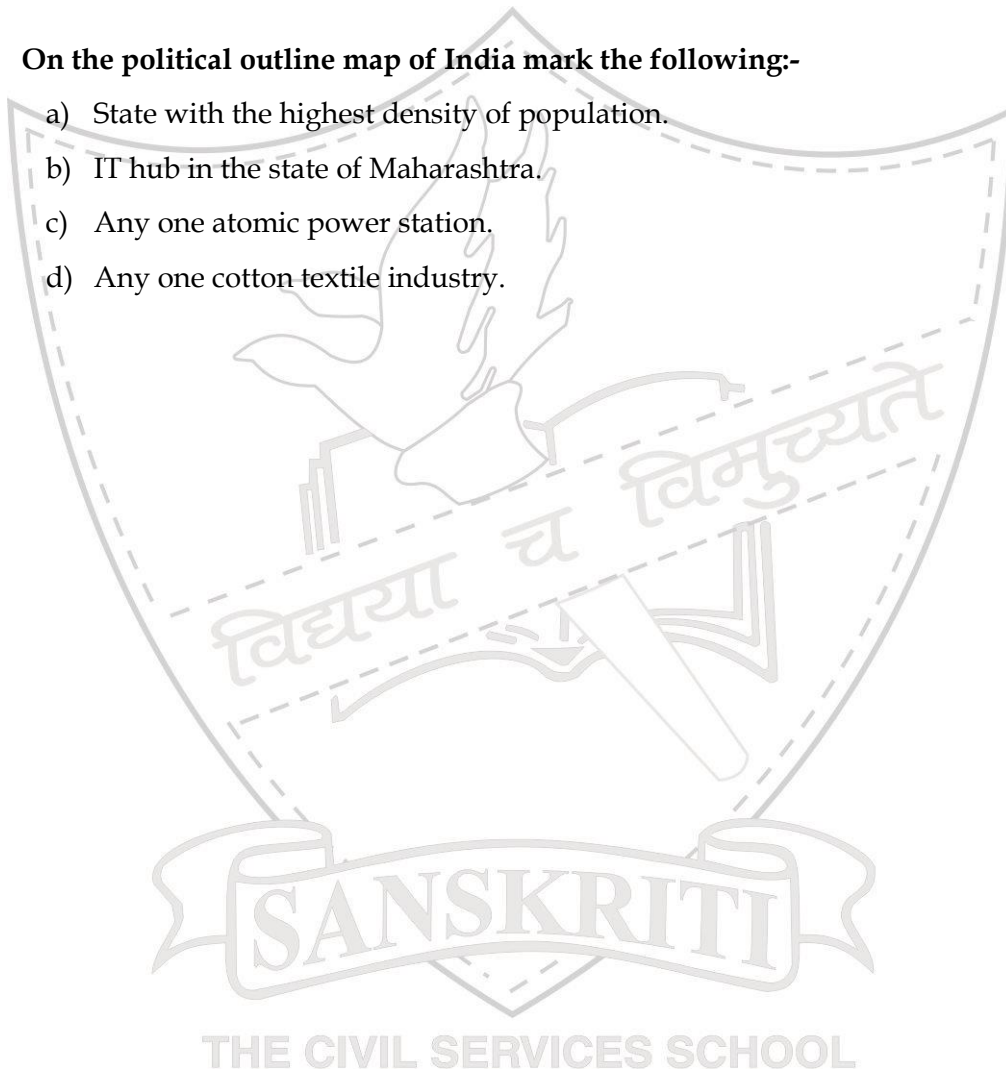 On the political outline map of India mark the following:-
a) State with the highest density of population.
b) IT hub in the state of Maharashtra.
c) Any one atomic power station.
d) Any one cotton textile industry.
विद्यया च विमुच्यते
SANSKRITI
THE CIVIL SERVICES SCHOOL